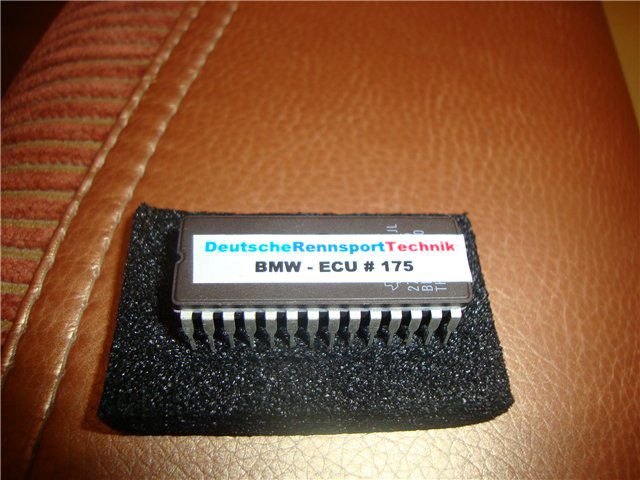 DeutscheRennsportTechnik
BMW - ECU # 175